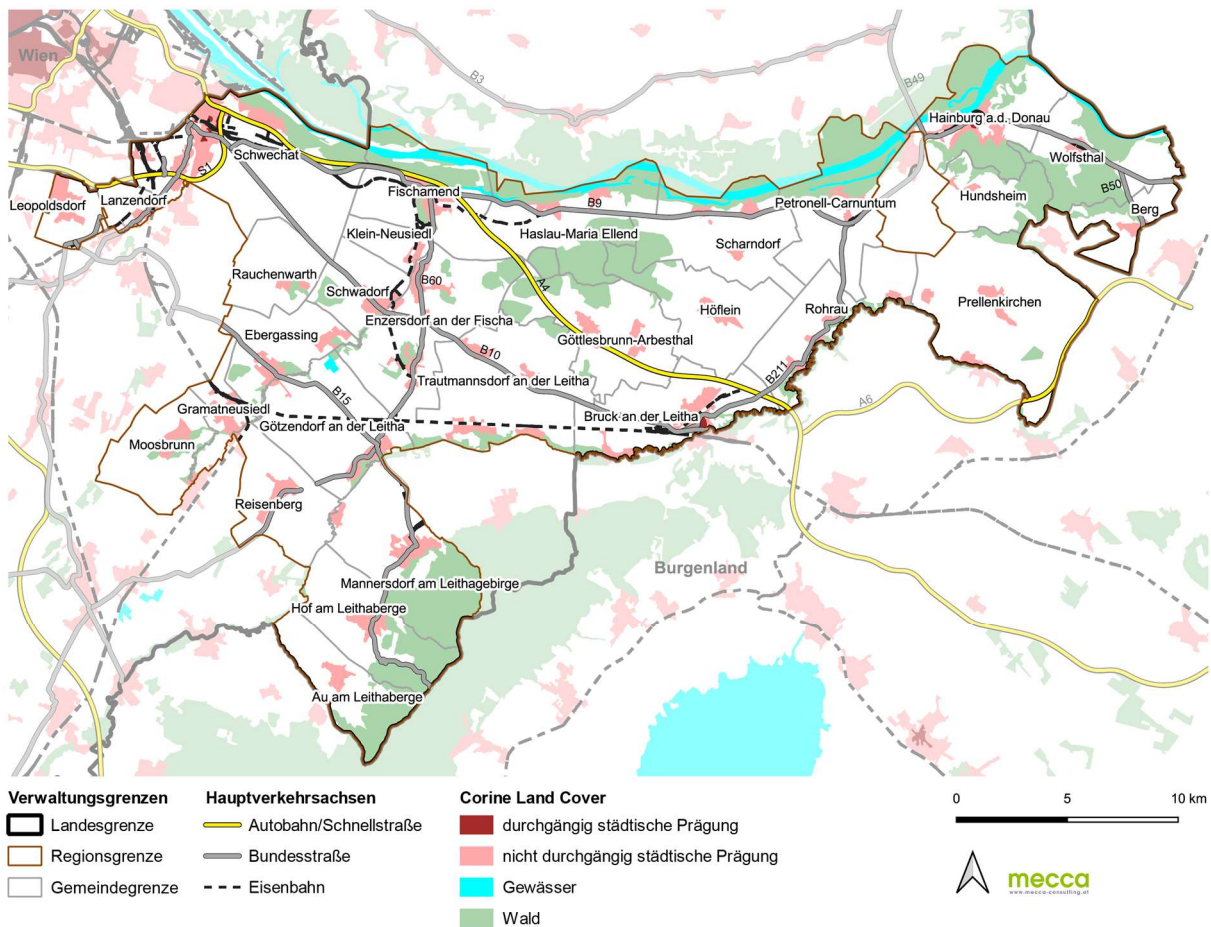 Wien
B3
B49
Hainburg a.d. Donau
Schwechat
Wolfsthal
S1
Fischamend
B50
Leopoldsdorf
Lanzendorf
Hundsheim
B9
Petronell-Carnuntum
Berg
Klein-Neusiedl
Haslau-Maria Ellend
Scharndorf
Rauchenwarth
B60
A4
Schwadorf
Prellenkirchen
Höflein
Rohrau
Enzersdorf an der Fischa
Ebergassing
Göttlesbrunn-Arbesthal
B10
B211
Trautmannsdorf an der Leitha
B15
A6
Gramatneusiedl
Bruck an der Leitha
Götzendorf an der Leitha
Moosbrunn
Reisenberg
Burgenland
Mannersdorf am Leithagebirge
Hof am Leithaberge
Au am Leithaberge
Verwaltungsgrenzen
Landesgrenze
Regionsgrenze
Gemeindegrenze
Hauptverkehrsachsen
Autobahn/Schnellstraße
Bundesstraße
Eisenbahn
Corine Land Cover
durchgängig städtische Prägung
nicht durchgängig städtische Prägung
Gewässer
Wald
0 5 10 km
mecca
www.mecca-consulting.at